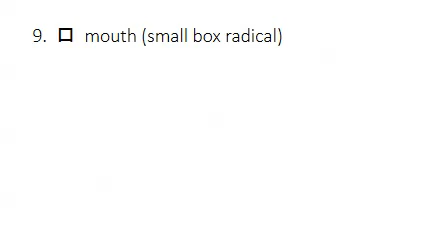 9. 口 mouth (small box radical)